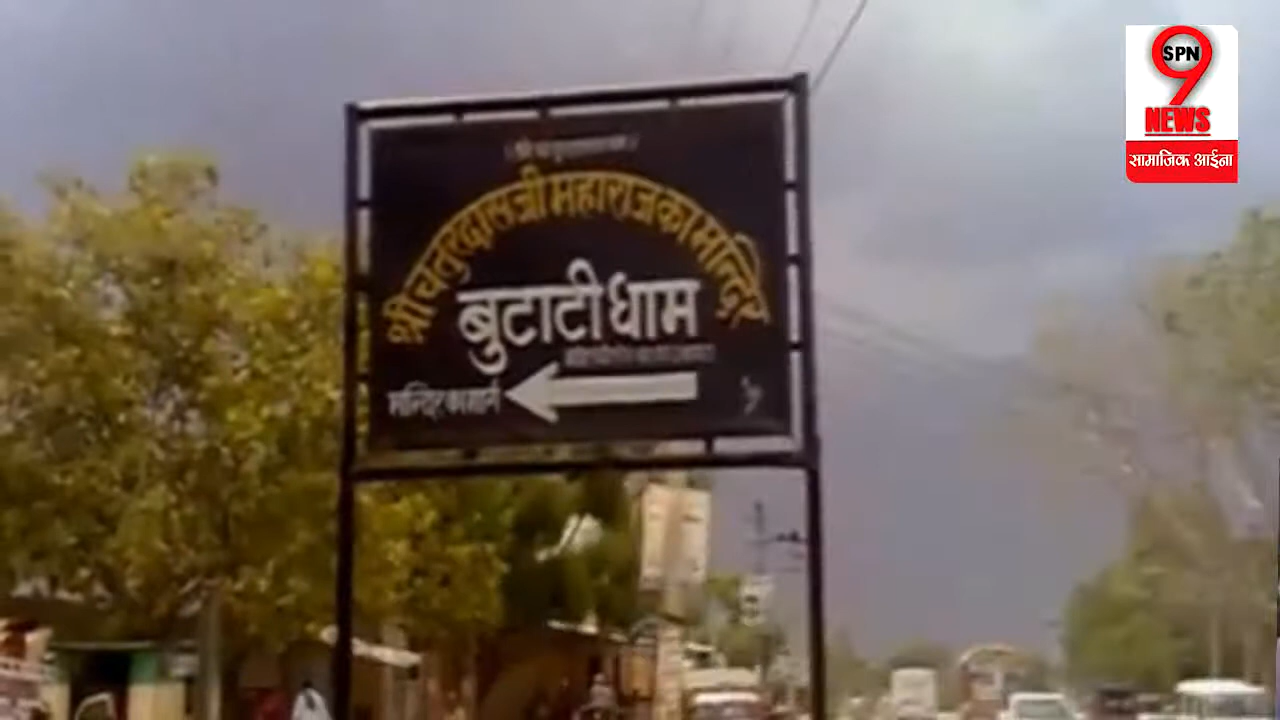 श्री चतुरदासजी महाराज का मन्दिर
बुटाटी धाम
मन्दिर का मार्ग
SPN
9
NEWS
सामाजिक आईना